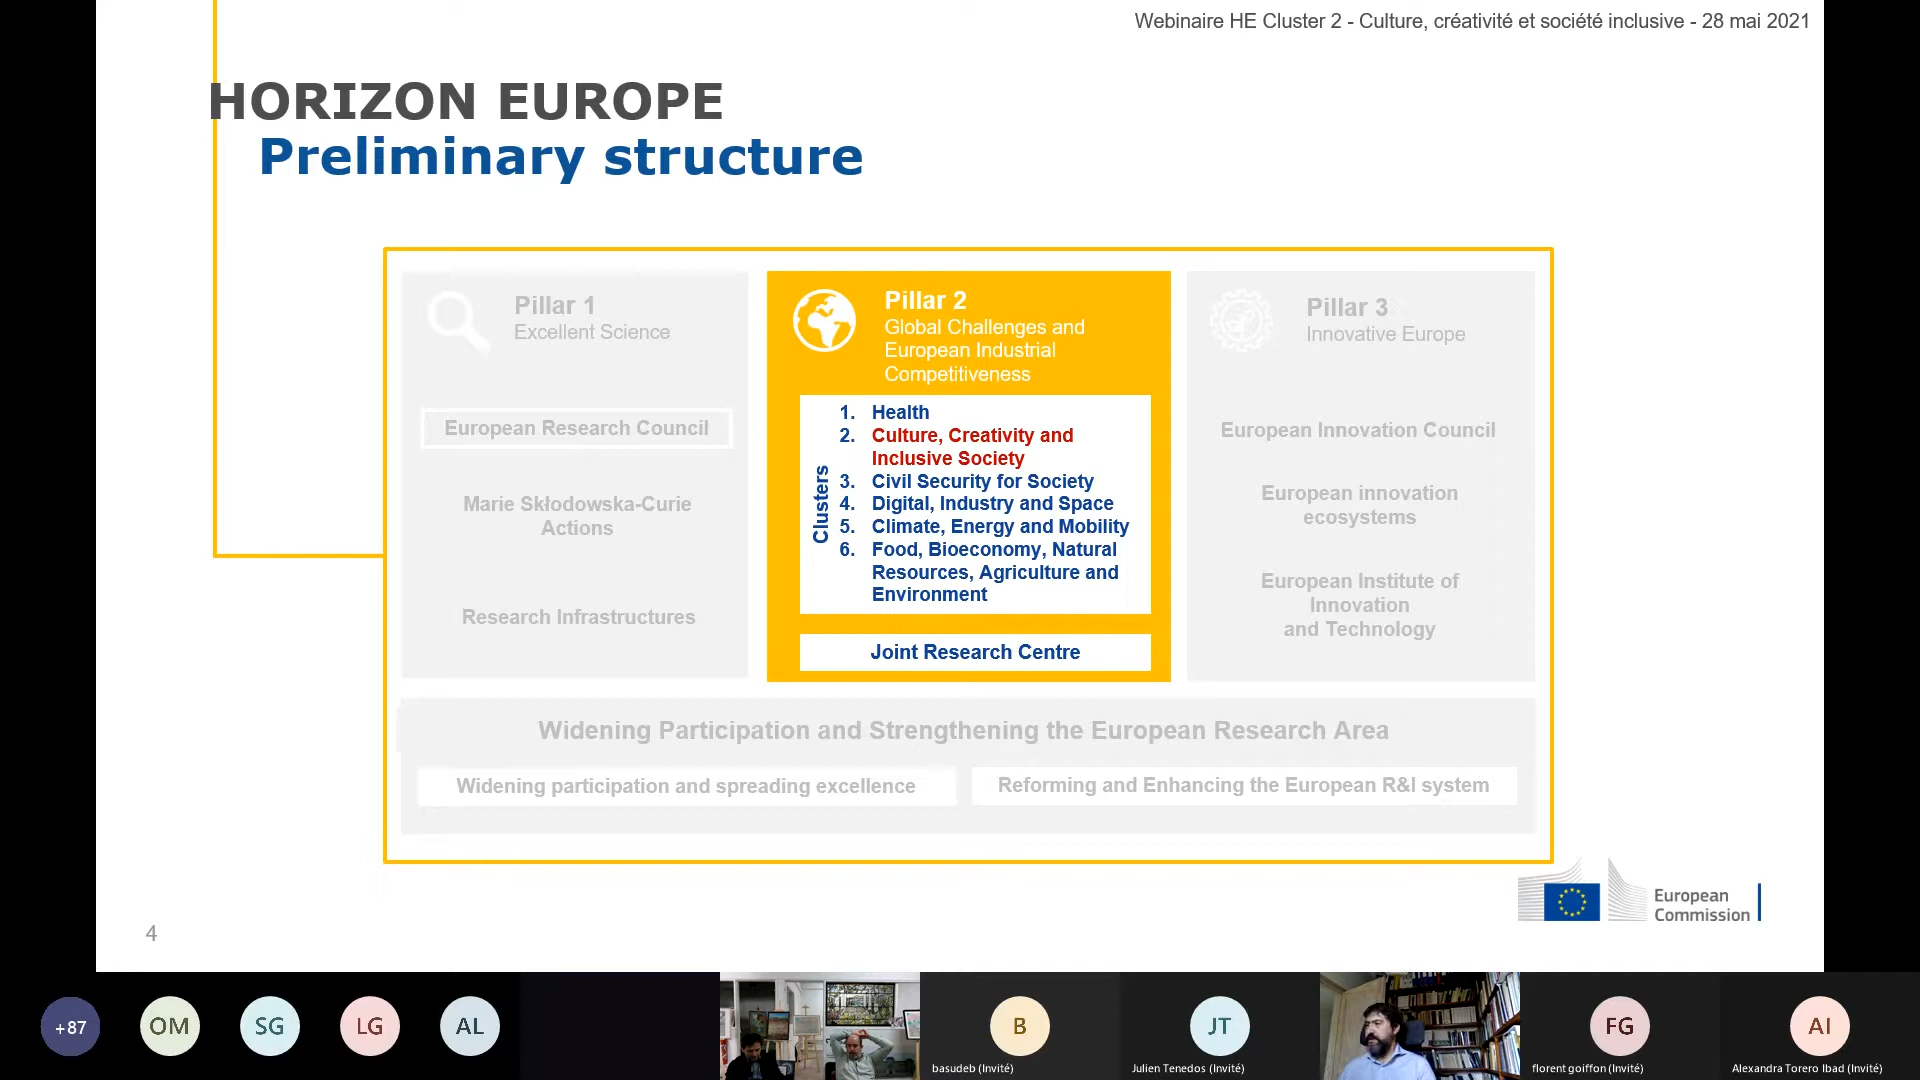 Webinaire HE Cluster 2 - Culture, créativité et société inclusive - 28 mai 2021
HORIZON EUROPE
Preliminary structure
Pillar 1
Excellent Science
European Research Council
Marie Skłodowska-Curie
Actions
Research Infrastructures
Pillar 2
Global Challenges and
European Industrial
Competitiveness
Clusters
1. Health
2. Culture, Creativity and
Inclusive Society
3. Civil Security for Society
4. Digital, Industry and Space
5. Climate, Energy and Mobility
6. Food, Bioeconomy, Natural
Resources, Agriculture and
Environment
Joint Research Centre
Pillar 3
Innovative Europe
European Innovation Council
European innovation
ecosystems
European Institute of
Innovation
and Technology
Widening Participation and Strengthening the European Research Area
Widening participation and spreading excellence
Reforming and Enhancing the European R&I system
European
Commission
4
+87
OM
SG
LG
AL
B
basudeb (Invité)
JT
Julien Tenedos (Invité)
FG
florent goiffon (Invité)
AI
Alexandra Torero Ibad (Invité)